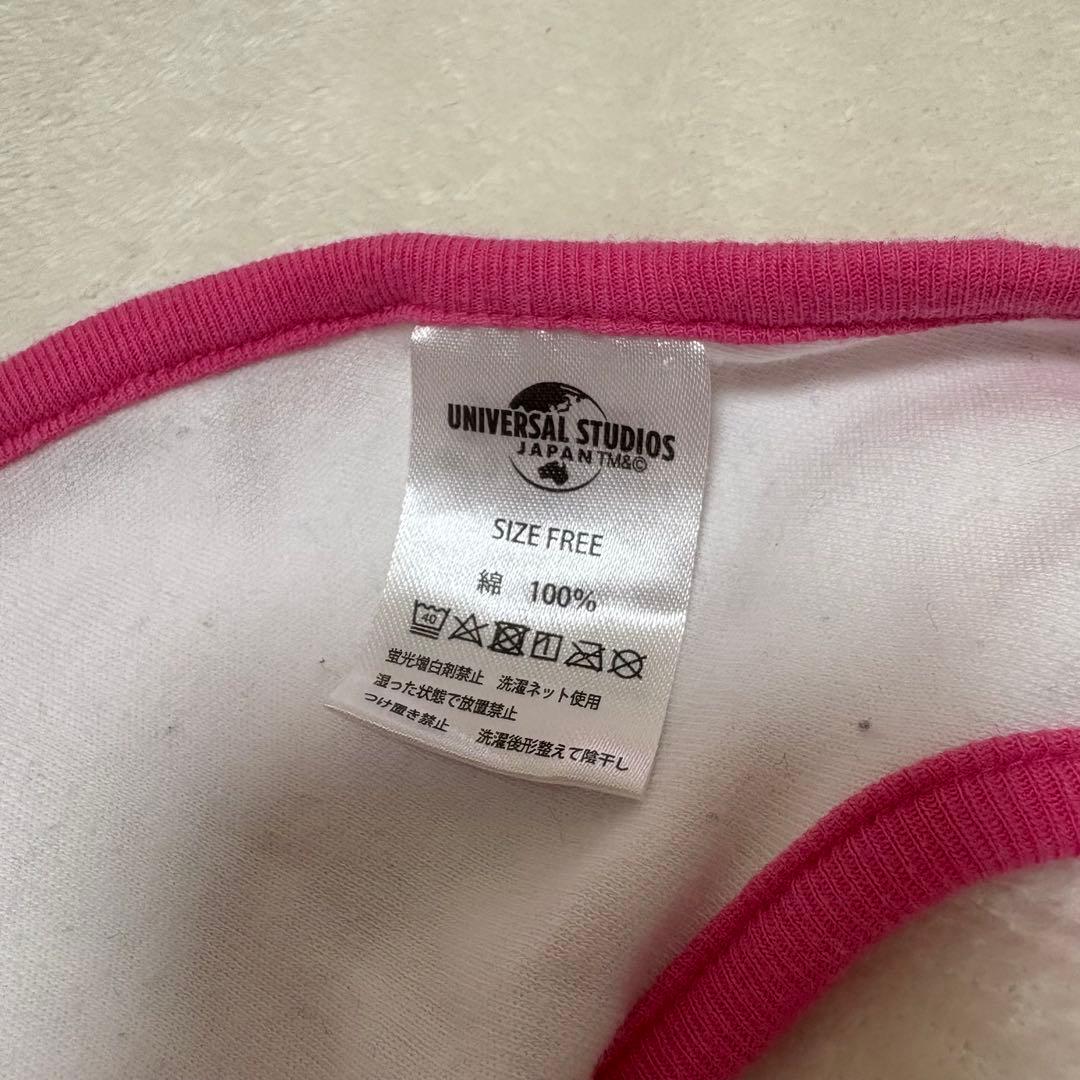 UNIVERSAL STUDIOS
JAPAN TM&©
SIZE FREE
綿 100%
40
蛍光増白剤禁止 洗濯ネット使用
湿った状態で放置禁止
つけ置き禁止 洗濯後形整えて陰干し